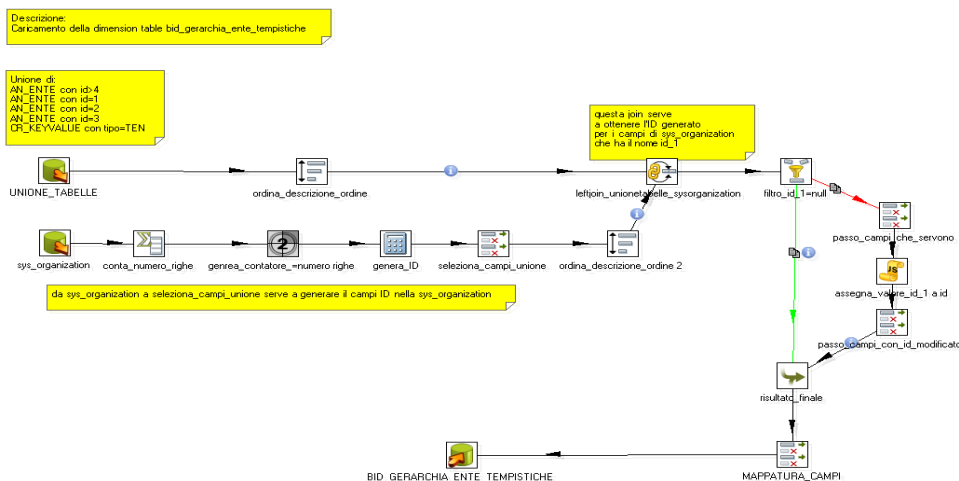 Descrizione:
Caricamento della dimension table bid_gerarchia_ente_tempistiche
Unione di:
AN_ENTE con id>4
AN_ENTE con id=1
AN_ENTE con id=2
AN_ENTE con id=3
CR_KEYVALUE con tipo=TEN
questa join serve
a ottenere l'ID generato
per i campi di sys_organization
che ha il nome id_1
UNIONE_TABELLE
ordina_descrizione_ordine
leftjoin_unionetabelle_sysorganization
filtro_id_1=null
passo_campi_che_servono
sys_organization
conta_numero_righe
2
genrea_contatore_=numero righe
genera_ID
seleziona_campi_unione
ordina_descrizione_ordine 2
da sys_organization a seleziona_campi_unione serve a generare il campi ID nella sys_organization
JS
assegna_valore_id_1 a id
passo_campi_con_id_modificato
risultato_finale
MAPPATURA_CAMPI
BID_GERARCHIA_ENTE_TEMPISTICHE